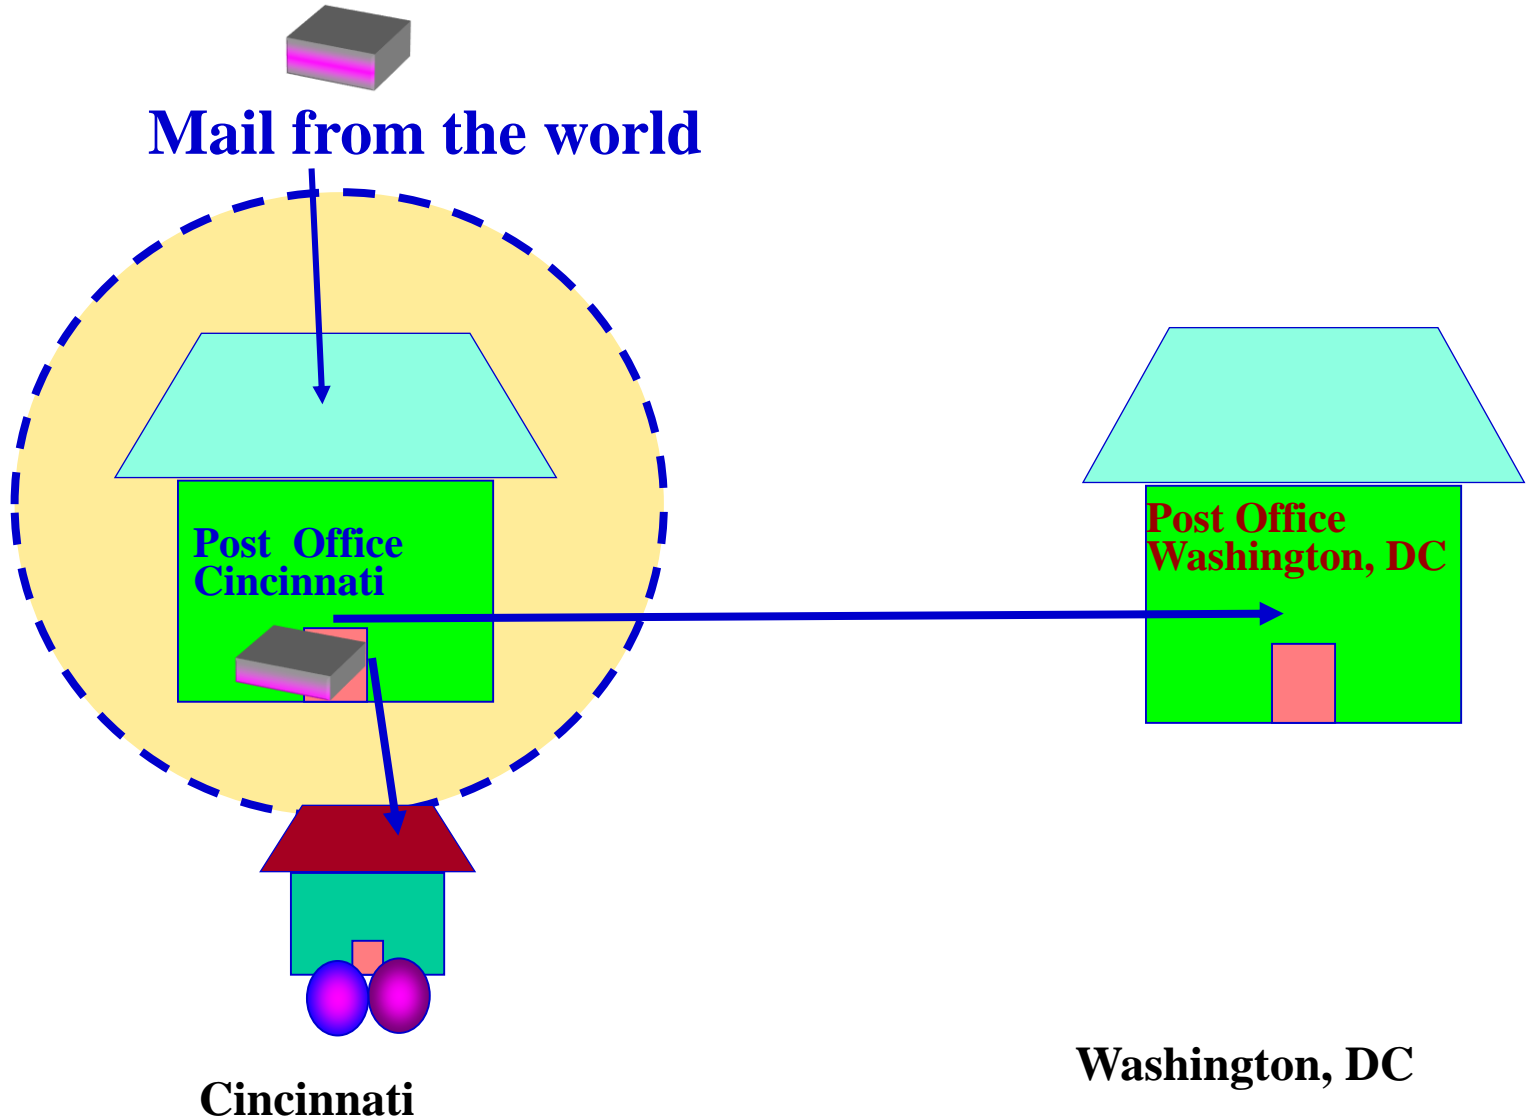 Mail from the world
Post Office
Cincinnati
Post Office
Washington, DC
Washington, DC
Cincinnati